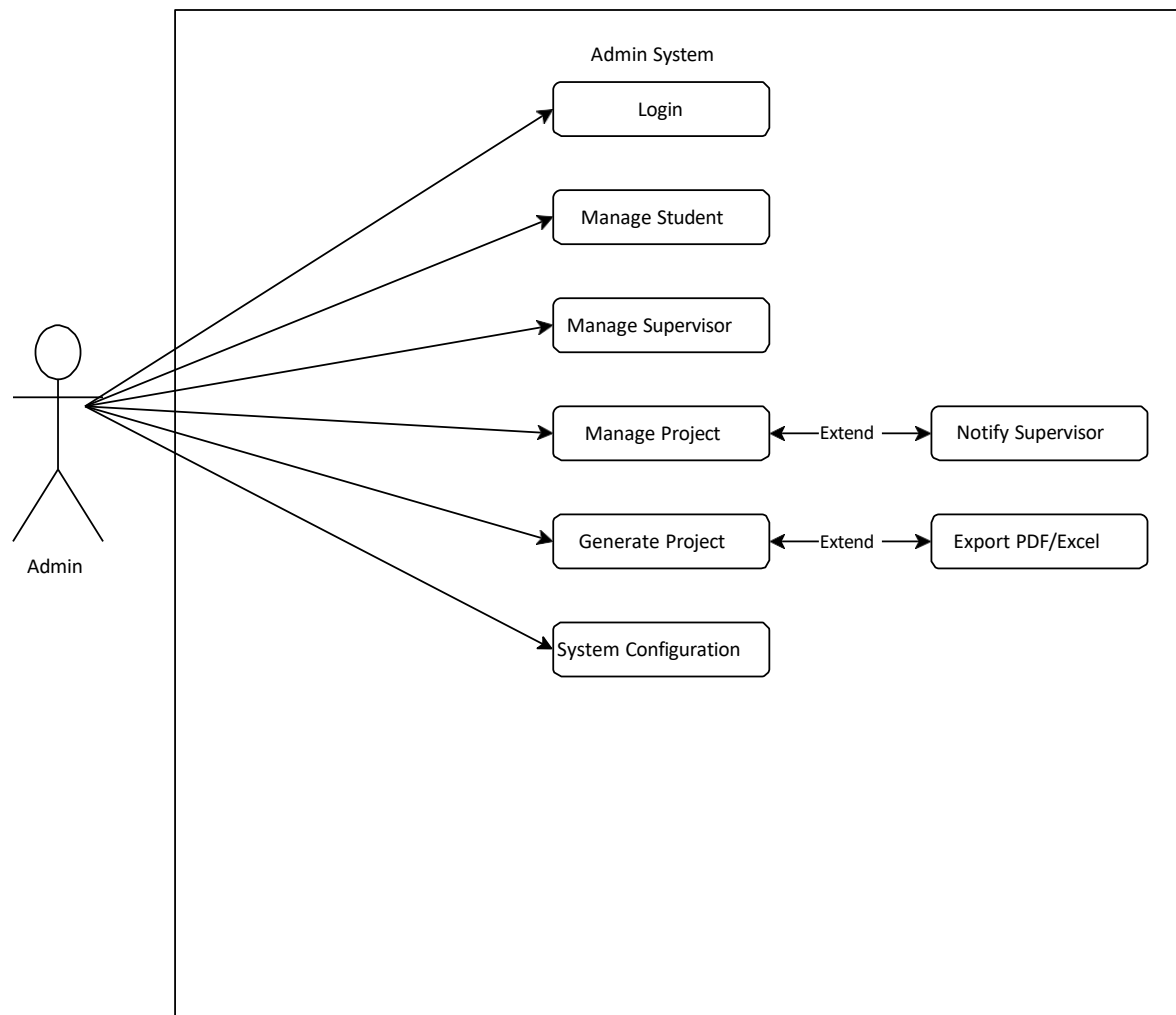 Admin System
Login
Manage Student
Manage Supervisor
Manage Project
Extend
Notify Supervisor
Generate Project
Extend
Export PDF/Excel
Admin
System Configuration